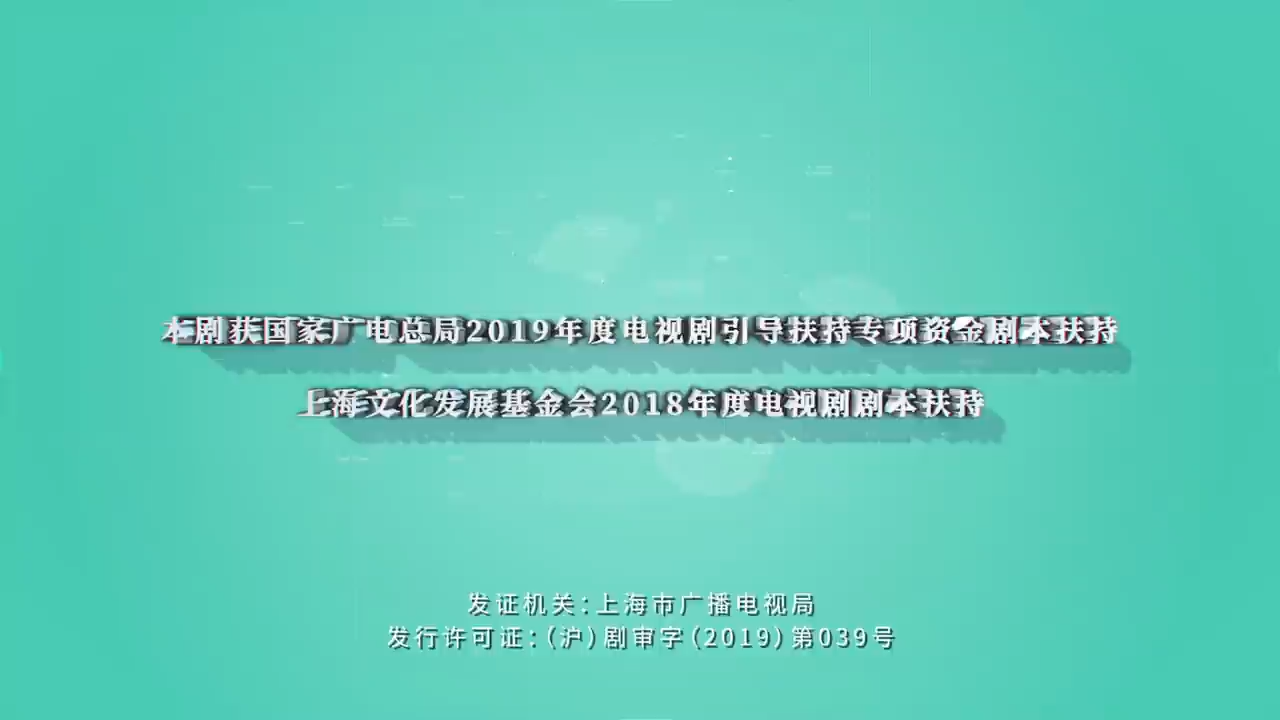 本剧获国家广电总局2019年度电视剧引导扶持专项资金剧本扶持
上海文化发展基金会2018年度电视剧剧本扶持
发证机关:上海市广播电视局
发行许可证:(沪)剧审字(2019)第039号